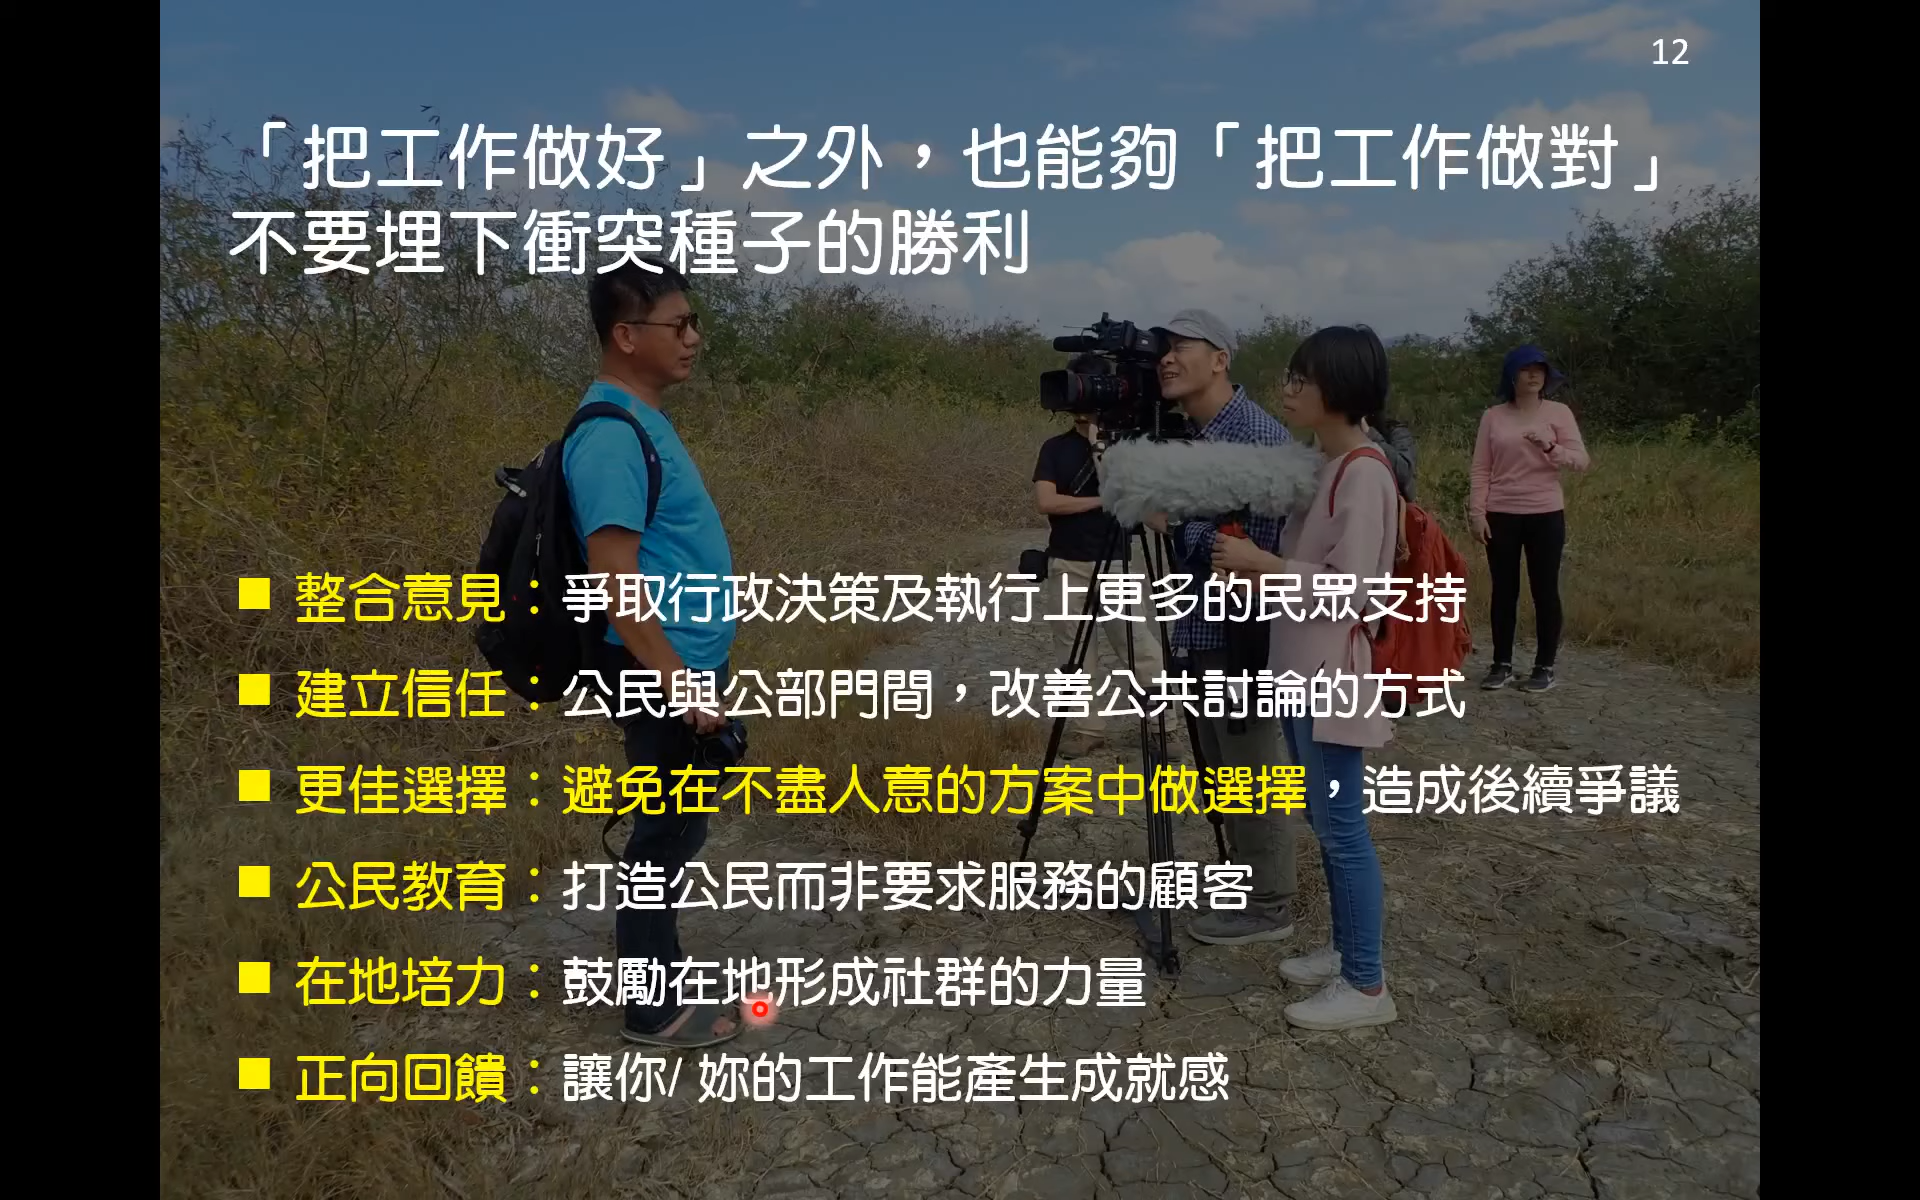 12
「把工作做好」之外，也能夠「把工作做對」
不要埋下衝突種子的勝利
■ 整合意見：爭取行政決策及執行上更多的民眾支持
■ 建立信任：公民與公部門間，改善公共討論的方式
■ 更佳選擇：避免在不盡人意的方案中做選擇，造成後續爭議
■ 公民教育：打造公民而非要求服務的顧客
■ 在地培力：鼓勵在地形成社群的力量
■ 正向回饋：讓你/ 妳的工作能產生成就感